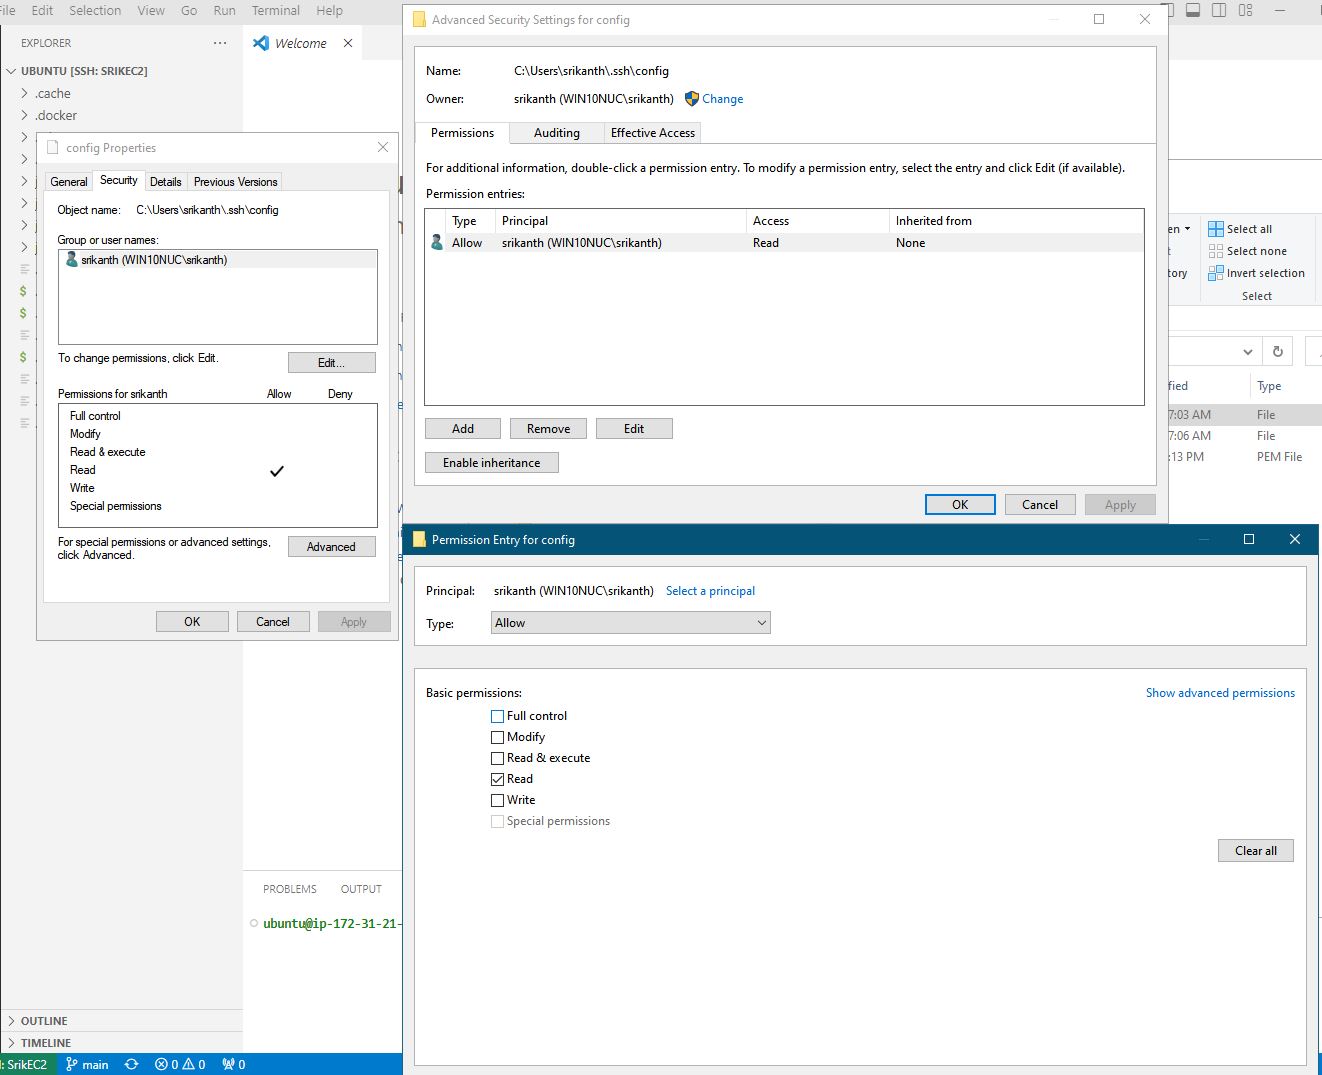 File Edit Selection View Go Run Terminal Help
EXPLORER
Welcome
UBUNTU [SSH: SRIKEC2]
.cache
.docker
config Properties
General Security Details Previous Versions
Object name: C:\Users\srikanth\.ssh\config
Group or user names:
srikanth (WIN10NUC\srikanth)
To change permissions, click Edit.
Edit...
Permissions for srikanth Allow Deny
Full control
Modify
Read & execute
Read
Write
Special permissions
For special permissions or advanced settings,
click Advanced.
Advanced
OK Cancel Apply
Advanced Security Settings for config
Name: C:\Users\srikanth\.ssh\config
Owner: srikanth (WIN10NUC\srikanth) Change
Permissions Auditing Effective Access
For additional information, double-click a permission entry. To modify a permission entry, select the entry and click Edit (if available).
Permission entries:
Type Principal Access Inherited from
Allow srikanth (WIN10NUC\srikanth) Read None
Add Remove Edit
Enable inheritance
OK Cancel Apply
Select all
Select none
Invert selection
Select
Type
7:03 AM File
7:06 AM File
:13 PM PEM File
Permission Entry for config
Principal: srikanth (WIN10NUC\srikanth) Select a principal
Type: Allow
Basic permissions: Show advanced permissions
Full control
Modify
Read & execute
Read
Write
Special permissions
Clear all
PROBLEMS OUTPUT
ubuntu@ip-172-31-21-
OUTLINE
TIMELINE
: SrikEC2 main 0 0 0